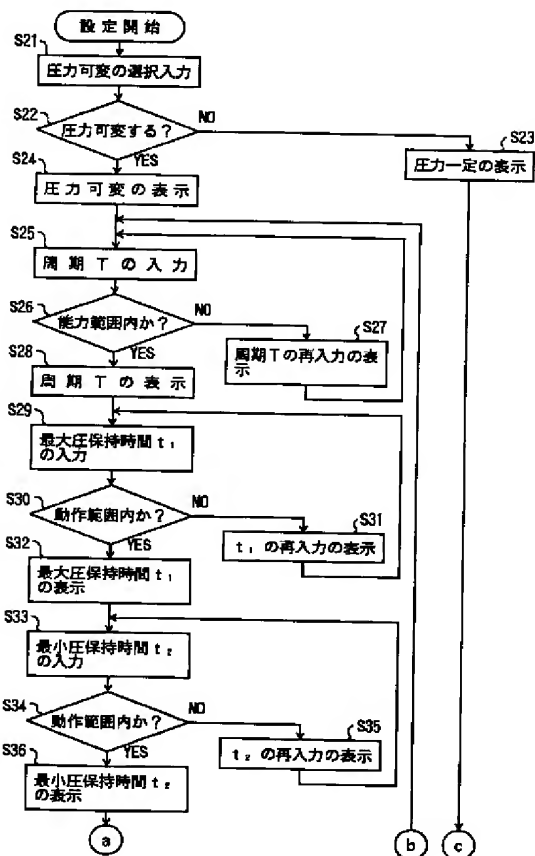 設定開始
S21
圧力可変の選択入力
S22
圧力可変する？
NO
YES
S23
圧力一定の表示
S24
圧力可変の表示
S25
周期Tの入力
S26
能力範囲内か？
NO
YES
S27
周期Tの再入力の表
示
S28
周期Tの表示
S29
最大圧保持時間t₁
の入力
S30
動作範囲内か？
NO
YES
S31
t₁の再入力の表示
S32
最大圧保持時間t₁
の表示
S33
最小圧保持時間t₂
の入力
S34
動作範囲内か？
NO
YES
S35
t₂の再入力の表示
S36
最小圧保持時間t₂
の表示
a
b
c